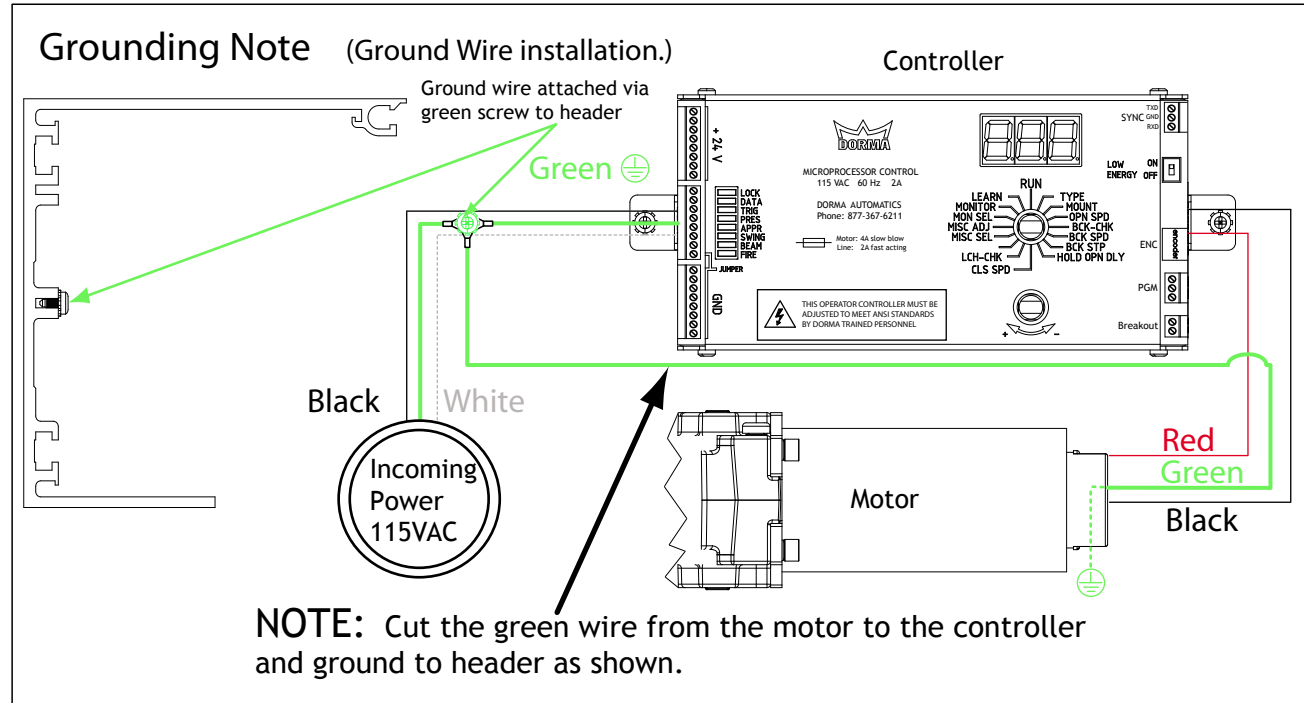 Grounding Note (Ground Wire installation.)
Ground wire attached via
green screw to header
Green
Controller
+ 24 V
DORMA
MICROPROCESSOR CONTROL
115 VAC 60 Hz 2A
DORMA AUTOMATICS
Phone: 877-367-6211
Motor: 4A slow blow
Line: 2A fast acting
LOCK
DATA
TRIG
PRES
APPR
SWING
BEAM
FIRE
JUMPER
GND
THIS OPERATOR CONTROLLER MUST BE
ADJUSTED TO MEET ANSI STANDARDS
BY DORMA TRAINED PERSONNEL
RUN
LEARN
MONITOR
MON SEL
MISC ADJ
MISC SEL
LCH-CHK
CLS SPD
TYPE
MOUNT
OPN SPD
BCK-CHK
BCK SPD
BCK STP
HOLD OPN DLY
+ -
TXD
SYNC GND
RXD
LOW ON
ENERGY OFF
ENC
encoder
PGM
Breakout
Black
White
Incoming
Power
115VAC
Motor
Red
Green
Black
NOTE: Cut the green wire from the motor to the controller
and ground to header as shown.